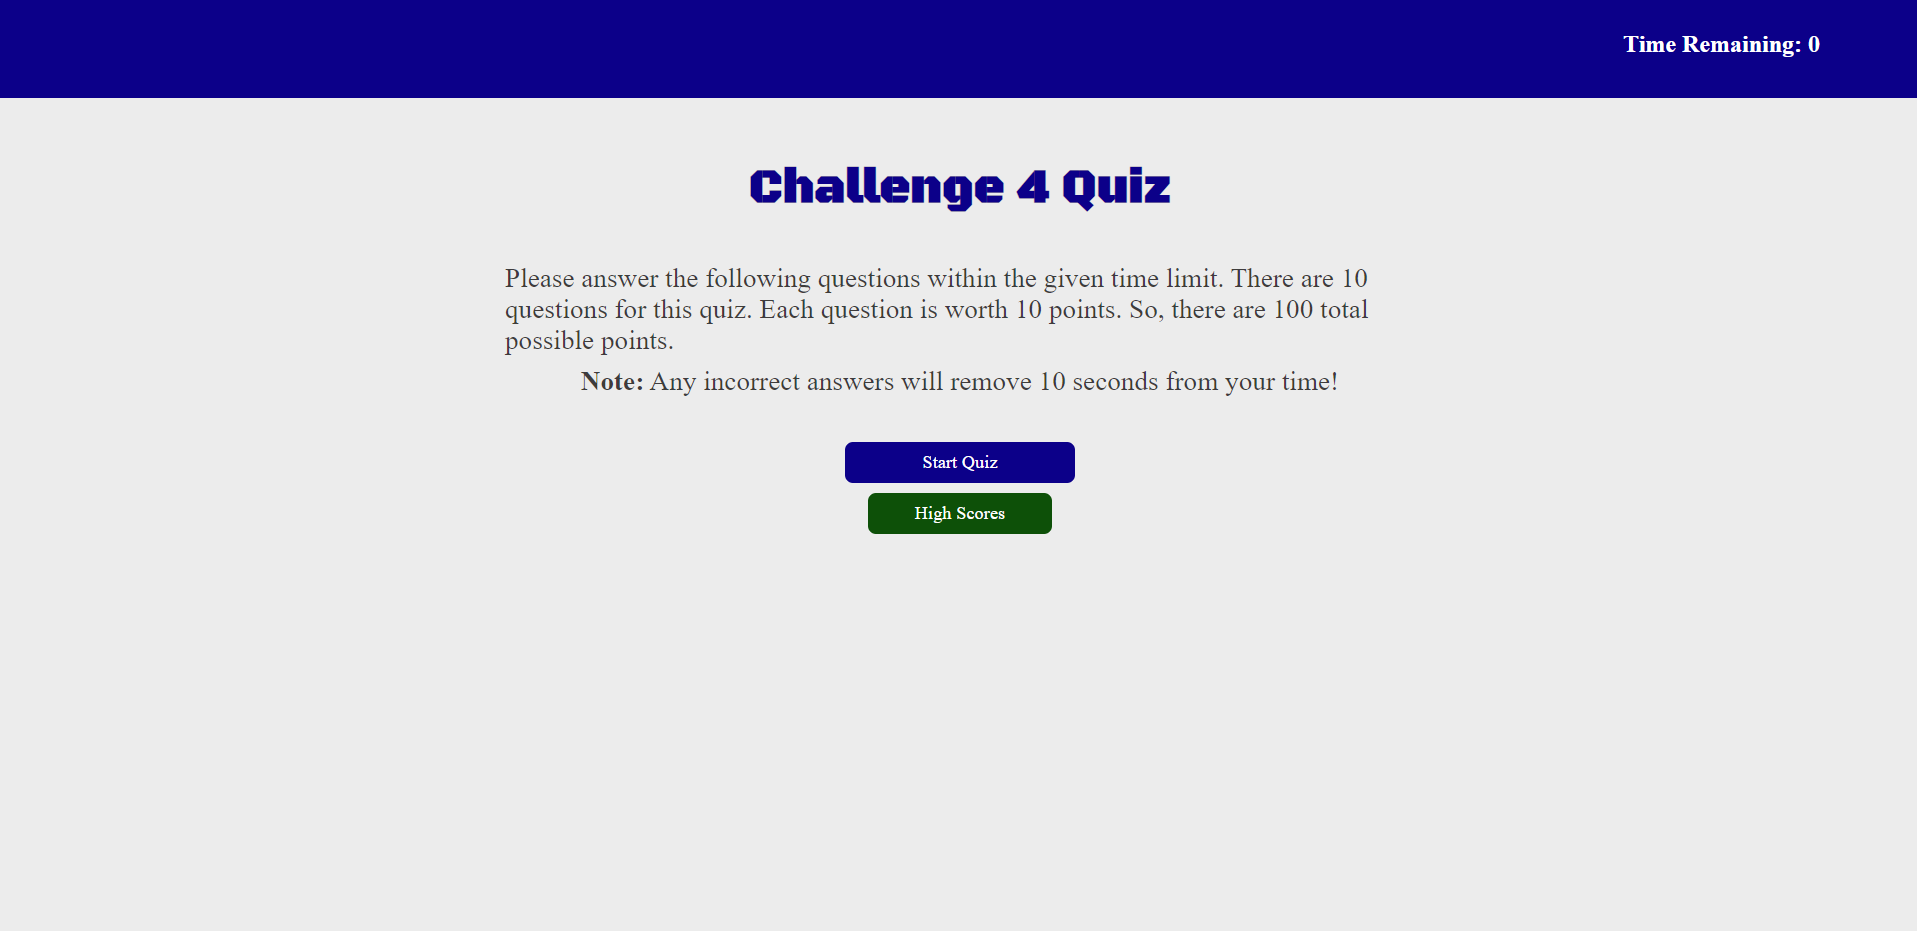 Time Remaining: 0
Challenge 4 Quiz
Please answer the following questions within the given time limit. There are 10
questions for this quiz. Each question is worth 10 points. So, there are 100 total
possible points.
Note: Any incorrect answers will remove 10 seconds from your time!
Start Quiz
High Scores